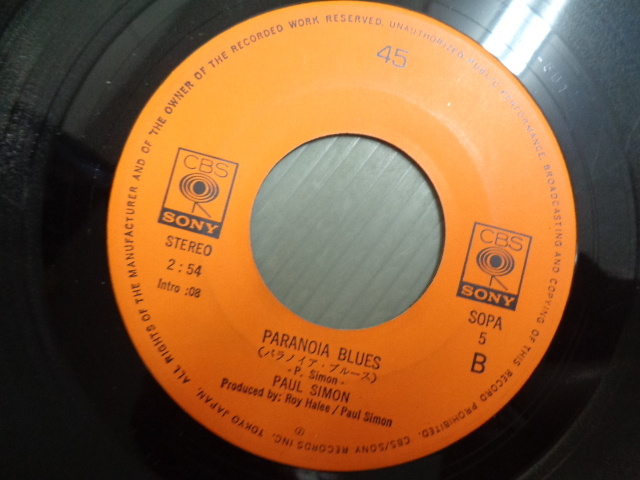 ALL RIGHTS OF THE MANUFACTURER AND OF THE OWNER OF THE RECORDED WORK RESERVED. UNAUTHORIZED PUBLIC PERFORMANCE, BROADCASTING AND COPYING OF THIS RECORD PROHIBITED. CBS/SONY RECORDS INC. TOKYO JAPAN.
45
CBS
SONY
STEREO
2:54
Intro :08
CBS
SONY
SOPA
5
B
PARANOIA BLUES
(パラノイア・ブルース)
-P. Simon-
PAUL SIMON
Produced by: Roy Halee/Paul Simon
Ⓟ